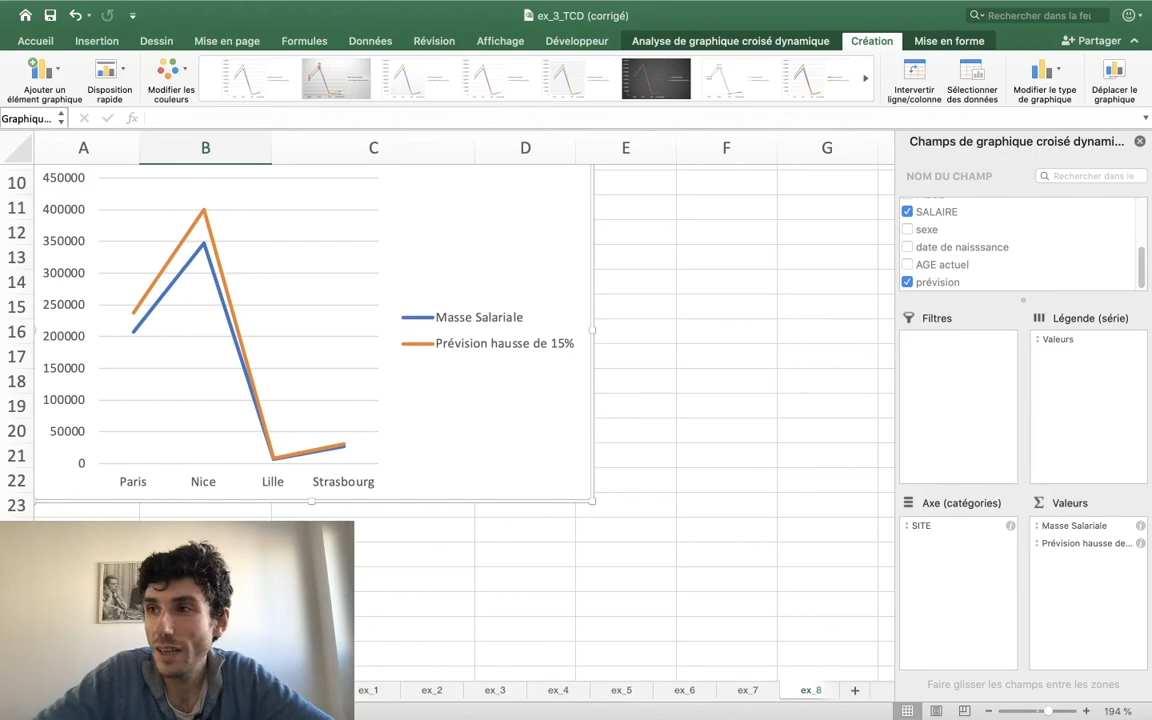 ex_3_TCD (corrigé)
Rechercher dans la feu
Accueil Insertion Dessin Mise en page Formules Données Révision Affichage Développeur Analyse de graphique croisé dynamique Création Mise en forme Partager
Ajouter un
élément graphique
Disposition
rapide
Modifier les
couleurs
Intervertir
ligne/colonne
Sélectionner
des données
Modifier le type
de graphique
Déplacer le
graphique
Graphiqu... fx
A B C D E F G
10
11
12
13
14
15
16
17
18
19
20
21
22
23
450000
400000
350000
300000
250000
200000
150000
100000
50000
0
Paris Nice Lille Strasbourg
Masse Salariale
Prévision hausse de 15%
Champs de graphique croisé dynami...
NOM DU CHAMP
Rechercher dans le
SALAIRE
sexe
date de naisssance
AGE actuel
prévision
Filtres
Légende (série)
Valeurs
Axe (catégories)
SITE
Valeurs
Masse Salariale
Prévision hausse de...
Faire glisser les champs entre les zones
ex_1 ex_2 ex_3 ex_4 ex_5 ex_6 ex_7 ex_8 +
194 %